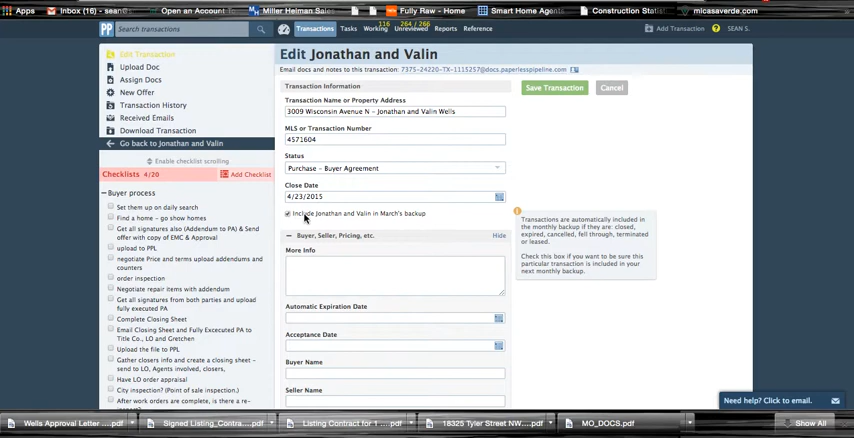 Apps
Inbox (16) – sean@
Open an Account
Miller Helman Sales
Fully Raw – Home
Smart Home Agents
Construction Statis
micasaverde.com
PP
Search transactions
Transactions
Tasks
116
Working
264 / 266
Unreviewed
Reports
Reference
Add Transaction
SEAN S.
Edit Transaction
Upload Doc
Assign Docs
New Offer
Transaction History
Received Emails
Download Transaction
Go back to Jonathan and Valin
Enable checklist scrolling
Checklists 4/20
Add Checklist
Buyer process
Set them up on daily search
Find a home – go show homes
Get all signatures also (Addendum to PA) & Send
offer with copy of EMC & Approval
upload to PPL
negotiate Price and terms upload addendums and
counters
order inspection
Negotiate repair items with addendum
Get all signatures from both parties and upload
fully executed PA
Complete Closing Sheet
Email Closing Sheet and Fully Excecuted PA to
Title Co., LO and Gretchen
Upload the file to PPL
Gather closers info and create a closing sheet –
send to LO, Agents involved, closers,
Have LO order appraisal
City inspection? (Point of sale inspection.)
After work orders are complete, is there a re-
Edit Jonathan and Valin
Email docs and notes to this transaction: 7375-24220-TX-1115257@docs.paperlesspipeline.com
Transaction Information
Transaction Name or Property Address
3009 Wisconsin Avenue N – Jonathan and Valin Wells
MLS or Transaction Number
4571604
Status
Purchase – Buyer Agreement
Close Date
4/23/2015
Include Jonathan and Valin in March's backup
Buyer, Seller, Pricing, etc.
Hide
More Info
Automatic Expiration Date
Acceptance Date
Buyer Name
Seller Name
Save Transaction
Cancel
Transactions are automatically included in
the monthly backup if they are: closed,
expired, cancelled, fell through, terminated
or leased.
Check this box if you want to be sure this
particular transaction is included in your
next monthly backup.
Need help? Click to email.
Wells Approval Letter ....pdf
Signed Listing_Contra....pdf
Listing Contract for 1 ....pdf
18325 Tyler Street NW....pdf
MO_DOCS.pdf
Show All